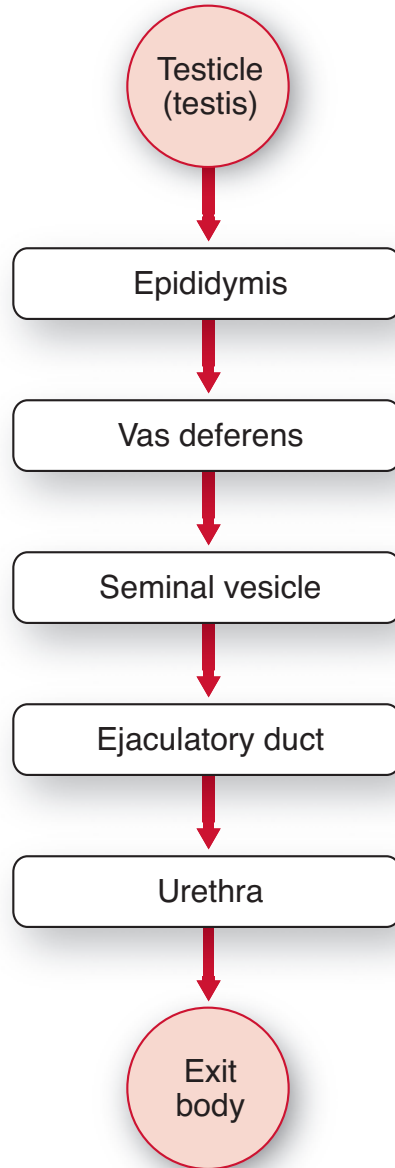 Testicle
(testis)
Epididymis
Vas deferens
Seminal vesicle
Ejaculatory duct
Urethra
Exit
body